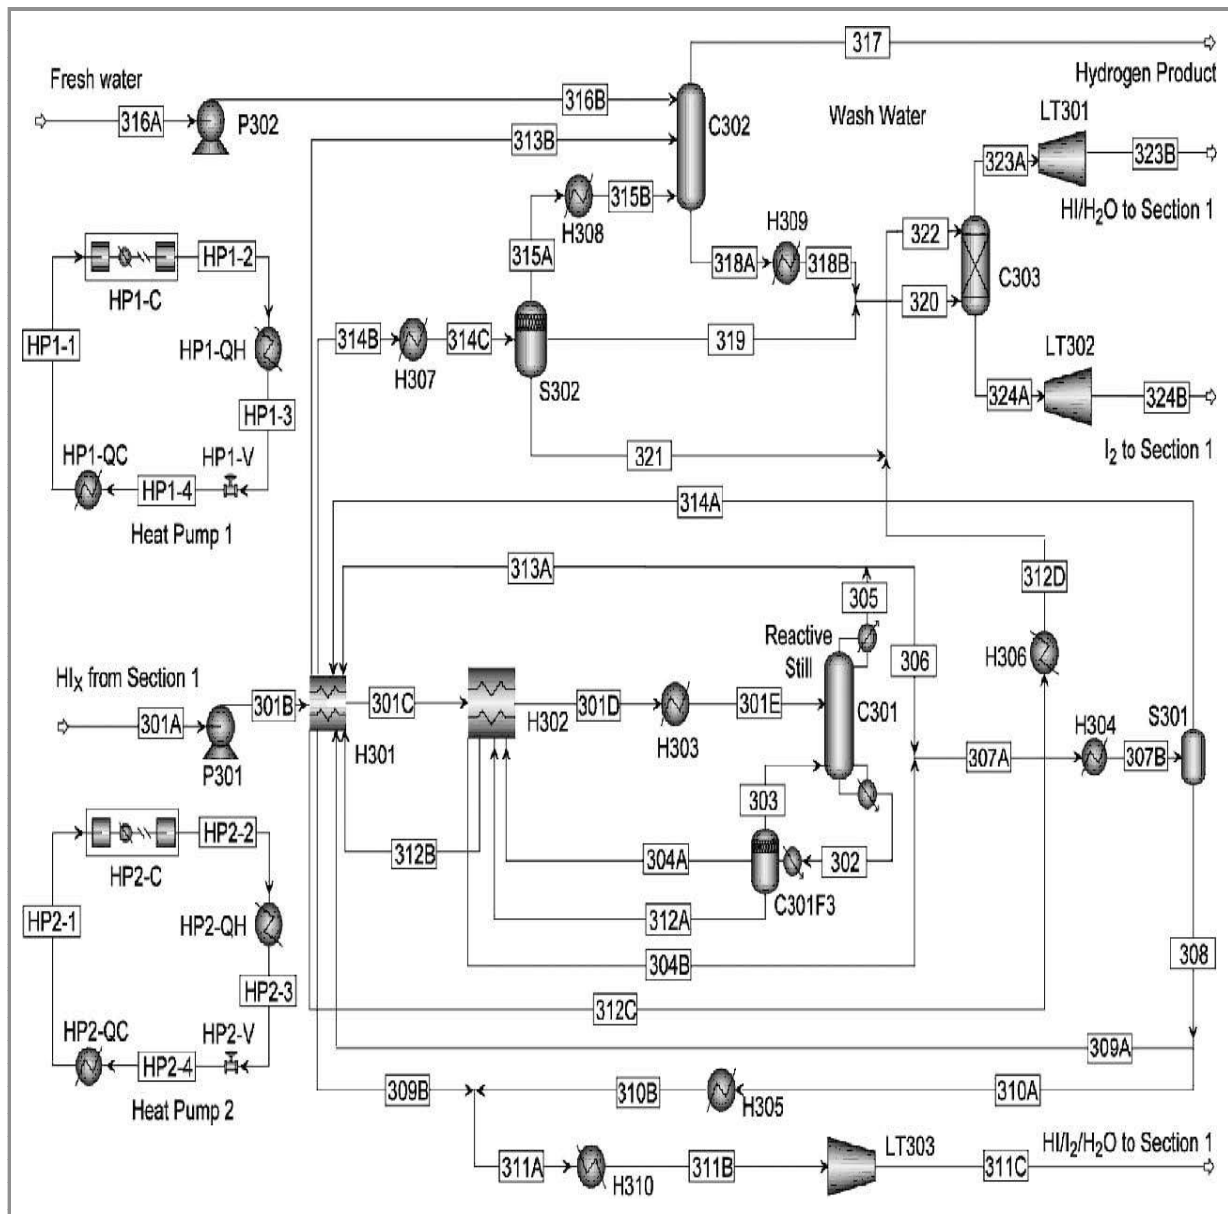 317
Fresh water
Hydrogen Product
316A
P302
316B
C302
Wash Water
LT301
313B
323A
323B
H308
315B
HI/H₂O to Section 1
H309
322
315A
318A
318B
C303
HP1-2
HP1-C
320
HP1-1
HP1-QH
314B
314C
319
LT302
H307
S302
324A
324B
HP1-3
HP1-QC
HP1-V
321
I₂ to Section 1
HP1-4
314A
Heat Pump 1
313A
312D
305
Reactive
Still
306
H306
HIX from Section 1
301B
301C
301D
301E
C301
S301
301A
H302
H303
H304
P301
H301
307A
307B
303
HP2-2
312B
304A
302
HP2-C
C301F3
HP2-1
HP2-QH
312A
304B
308
HP2-3
312C
HP2-QC
HP2-V
309A
HP2-4
309B
310B
H305
310A
Heat Pump 2
LT303
HI/I₂/H₂O to Section 1
311A
H310
311B
311C